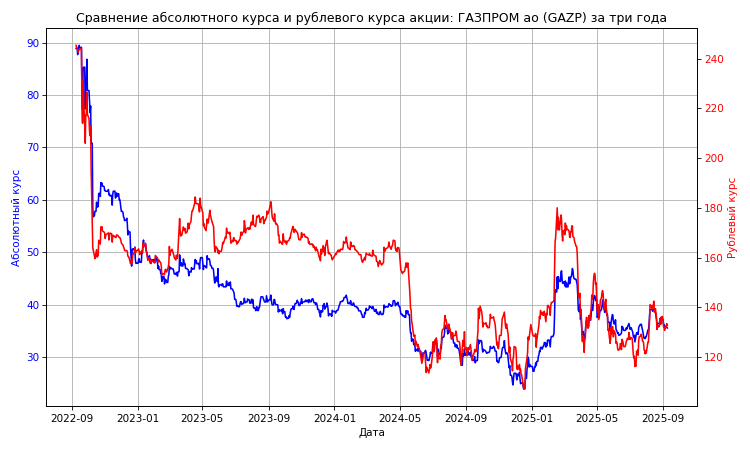 Сравнение абсолютного курса и рублевого курса акции: ГАЗПРОМ ао (GAZP) за три года
90
80
70
60
50
40
30
Абсолютный курс
240
220
200
180
160
140
120
Рублевый курс
2022-09 2023-01 2023-05 2023-09 2024-01 2024-05 2024-09 2025-01 2025-05 2025-09
Дата